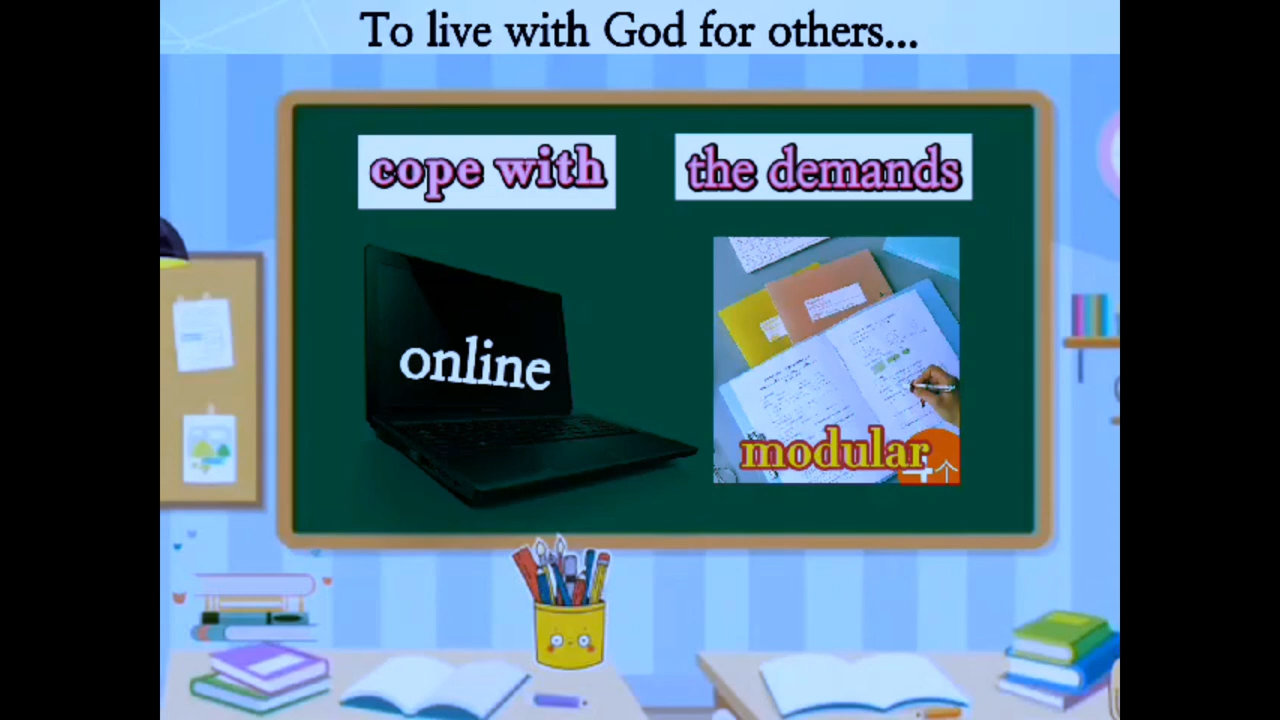 To live with God for others...
cope with
the demands
online
modular